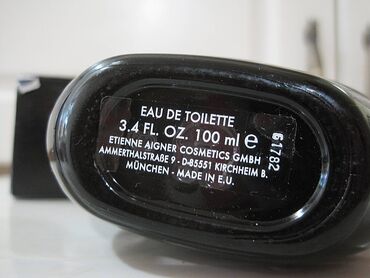 EAU DE TOILETTE
3.4 FL. OZ. 100 ml ℮
ETIENNE AIGNER COSMETICS GMBH
AMMERTHALSTRAßE 9 · D-85551 KIRCHHEIM B.
MÜNCHEN · MADE IN E.U.
61782